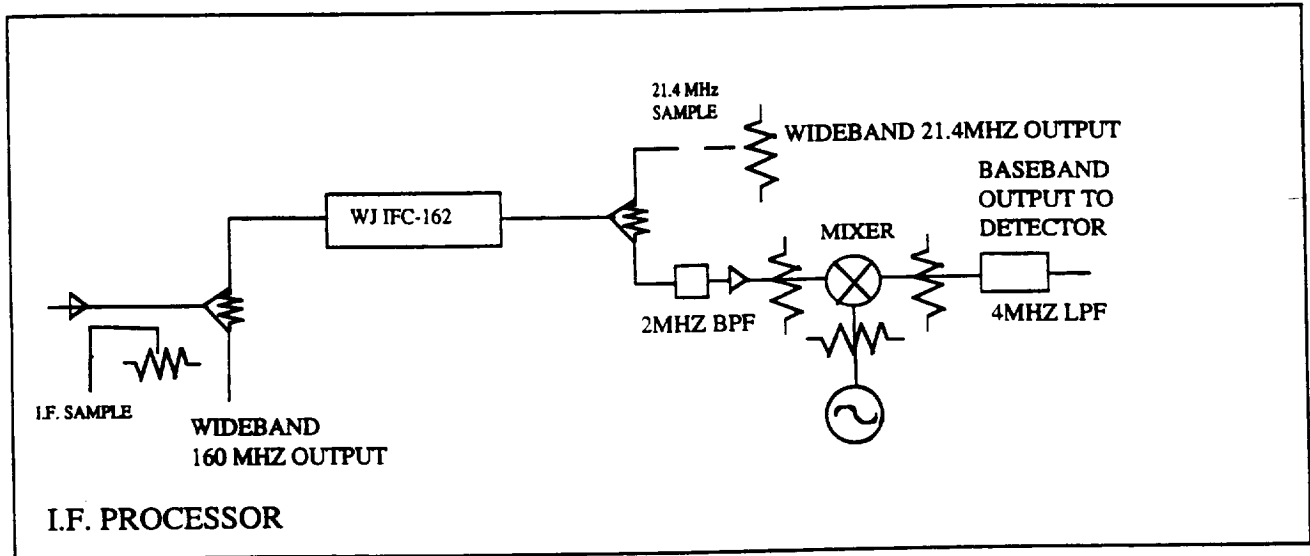 21.4 MHz
SAMPLE
WIDEBAND 21.4MHZ OUTPUT
BASEBAND
OUTPUT TO
DETECTOR
WJ IFC-162
MIXER
2MHZ BPF
4MHZ LPF
I.F. SAMPLE
WIDEBAND
160 MHZ OUTPUT
I.F. PROCESSOR